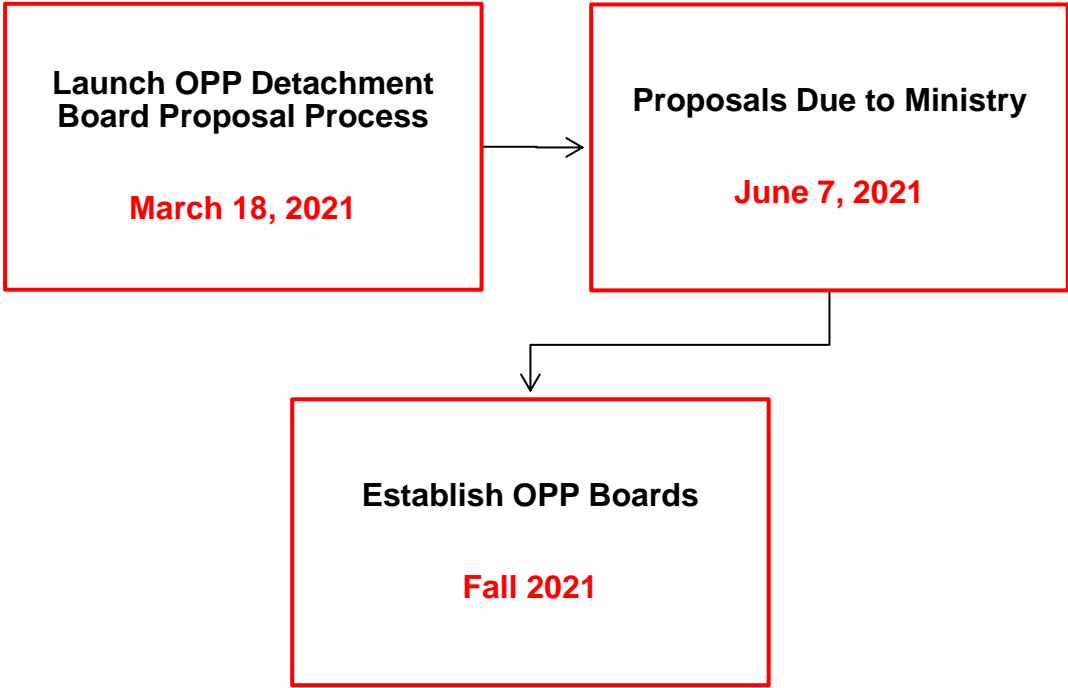 Launch OPP Detachment
Board Proposal Process
March 18, 2021
Proposals Due to Ministry
June 7, 2021
Establish OPP Boards
Fall 2021